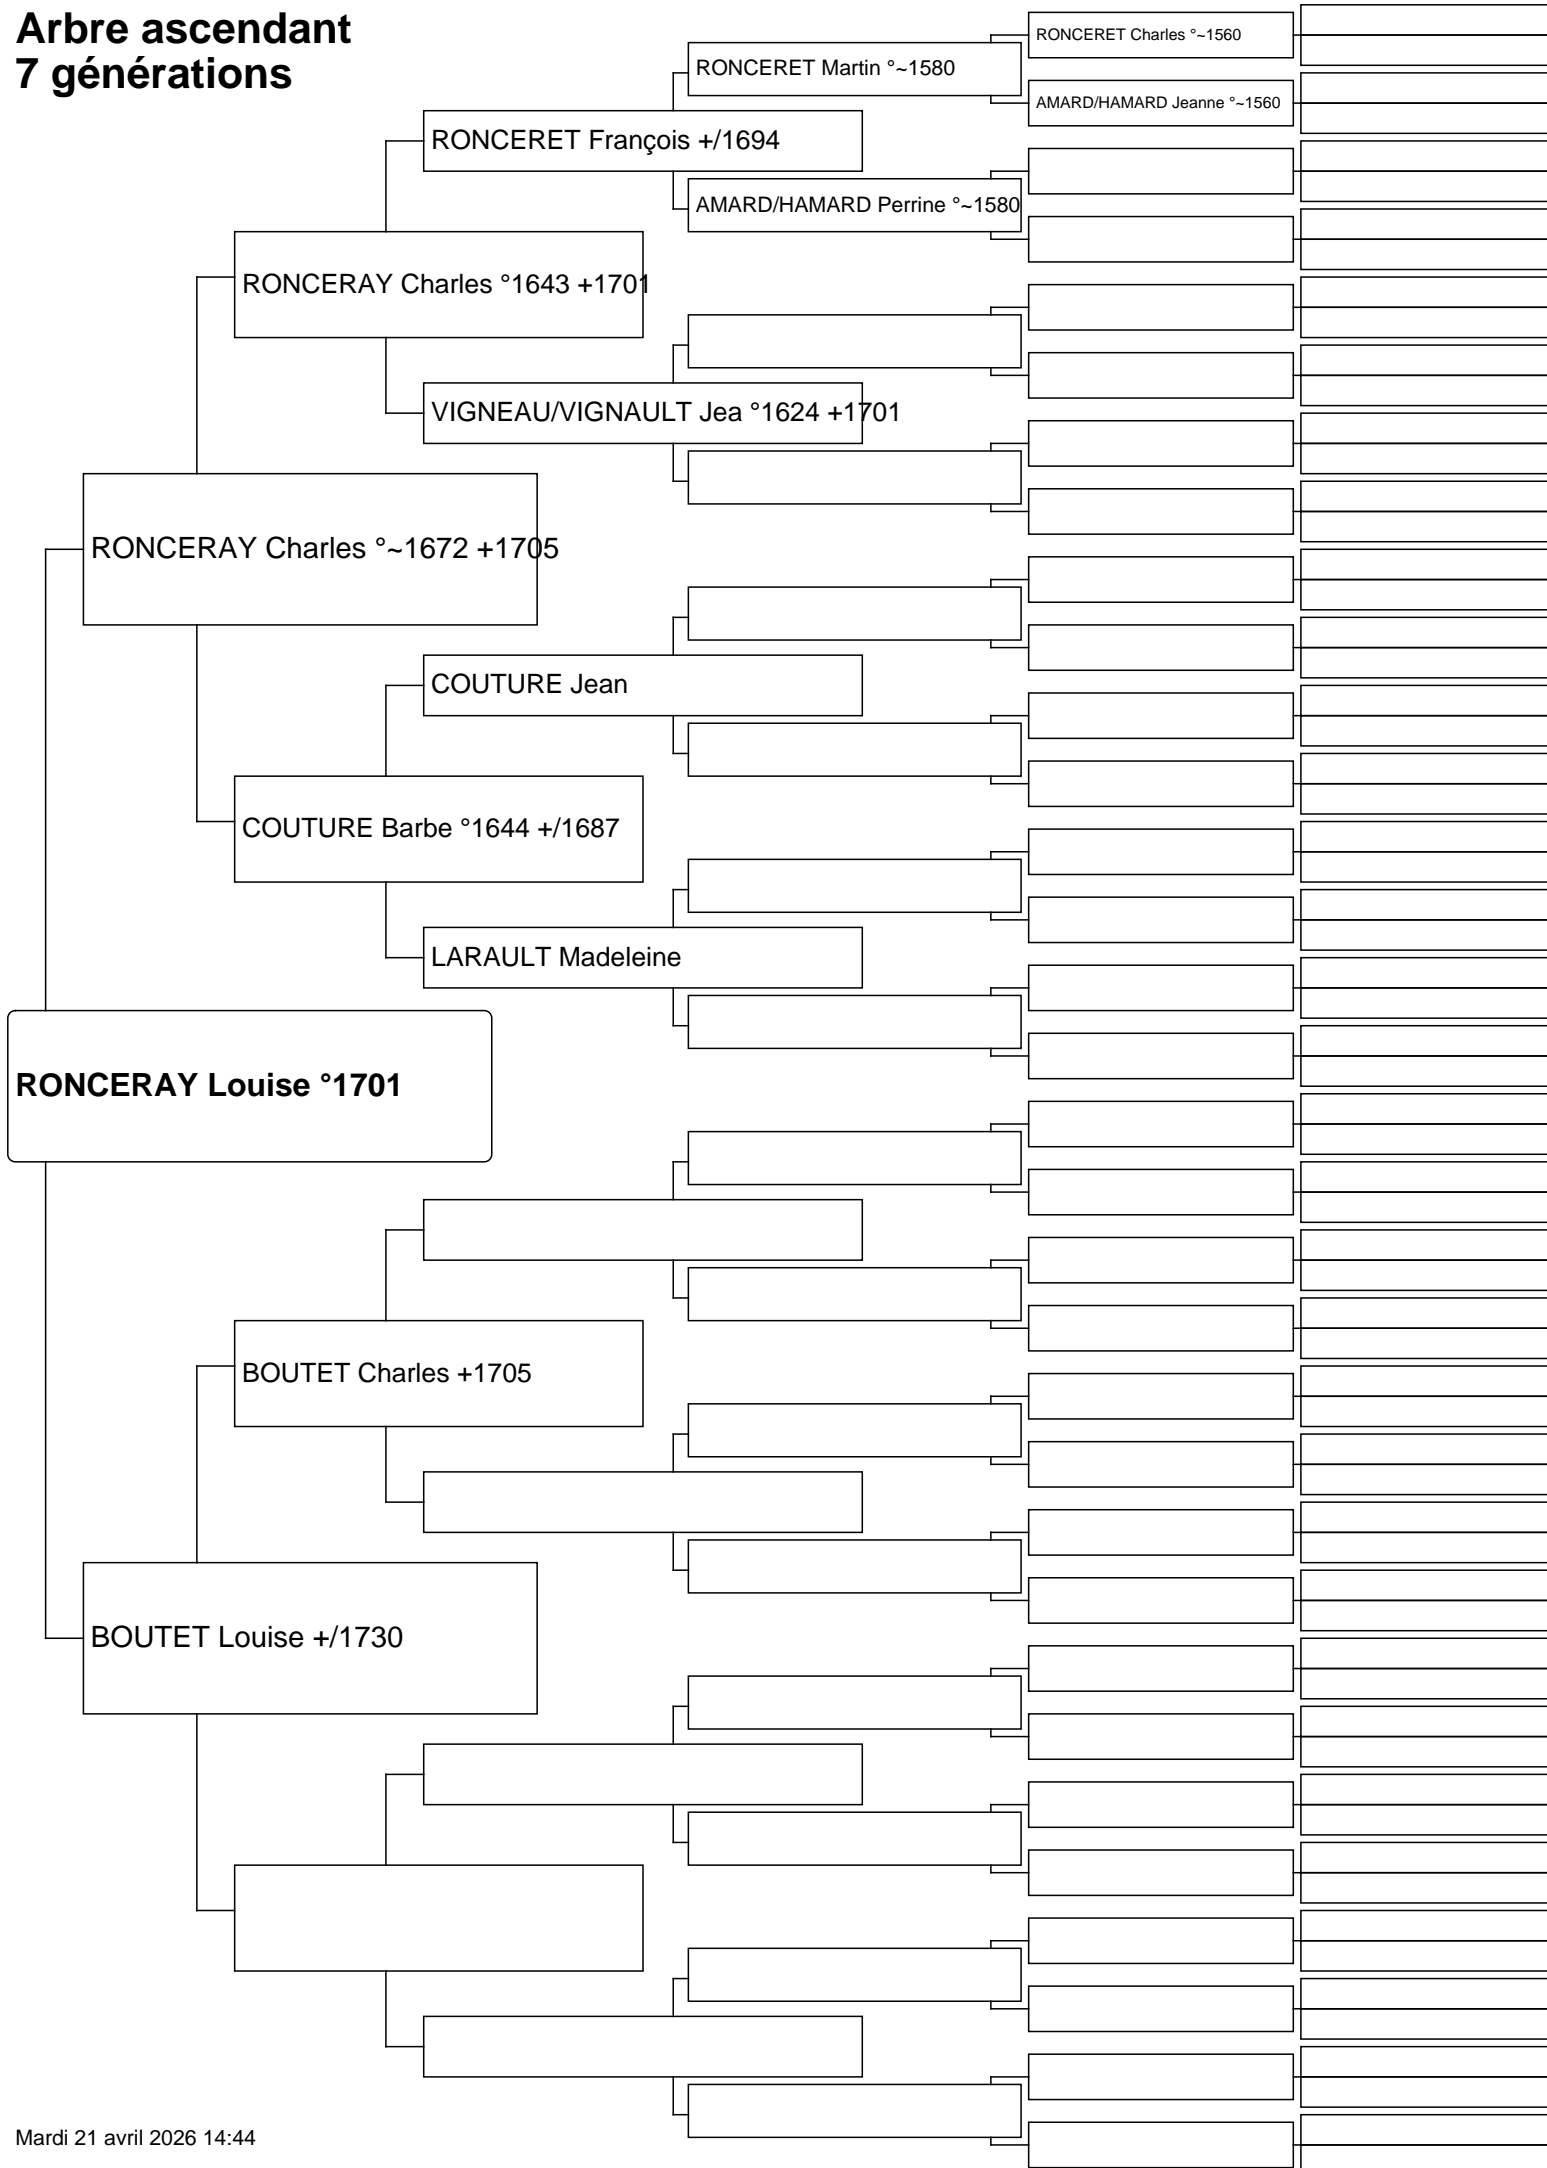 Arbre ascendant
7 générations
RONCERET Charles °~1560
RONCERET Martin °~1580
AMARD/HAMARD Jeanne °~1560
RONCERET François +/1694
AMARD/HAMARD Perrine °~1580
RONCERAY Charles °1643 +1701
VIGNEAU/VIGNAULT Jea °1624 +1701
RONCERAY Charles °~1672 +1705
COUTURE Jean
COUTURE Barbe °1644 +/1687
LARAULT Madeleine
RONCERAY Louise °1701
BOUTET Charles +1705
BOUTET Louise +/1730
Mardi 21 avril 2026 14:44